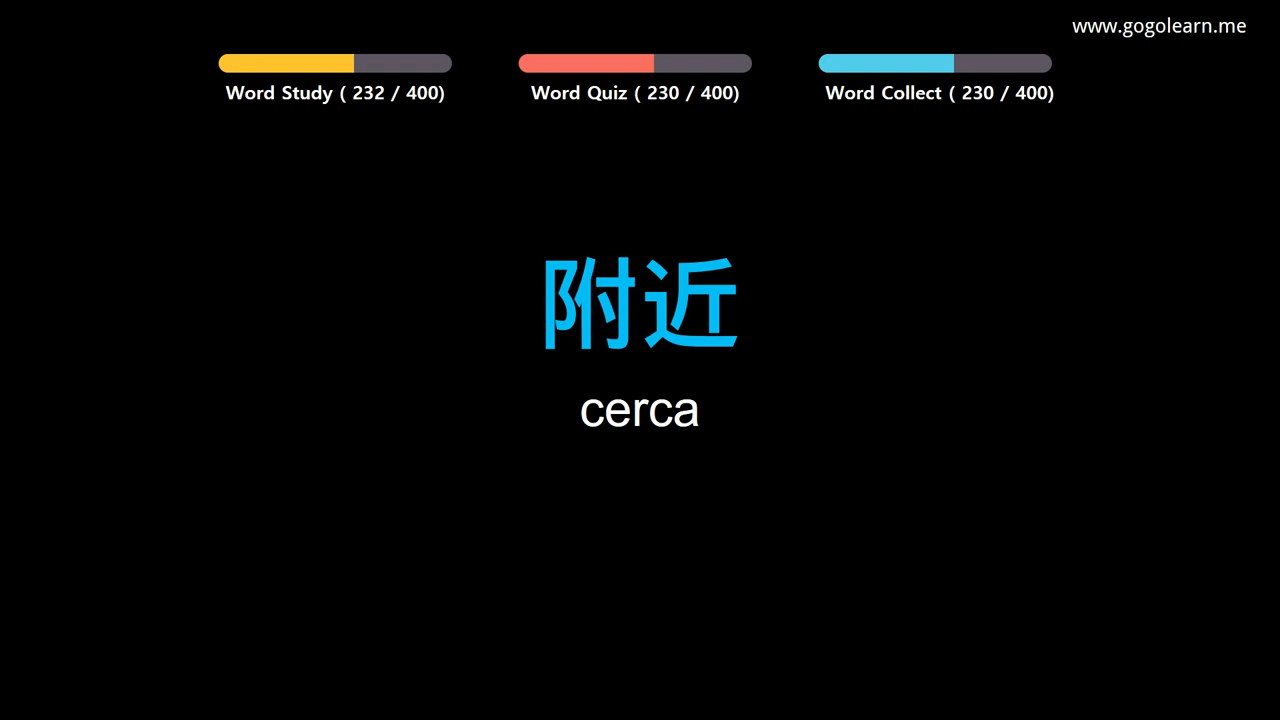 www.gogolearn.me
Word Study ( 232 / 400)
Word Quiz ( 230 / 400)
Word Collect ( 230 / 400)
附近
cerca